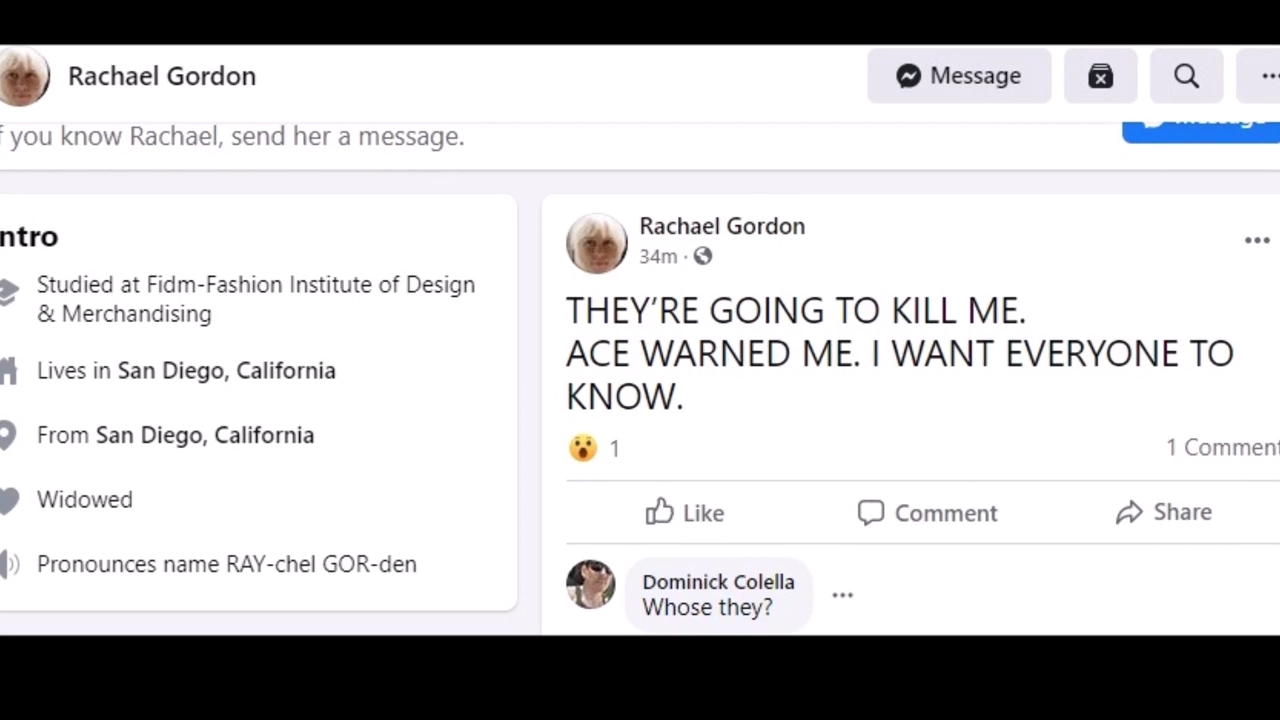 Rachael Gordon
Message
f you know Rachael, send her a message.
ntro
Studied at Fidm-Fashion Institute of Design
& Merchandising
Lives in San Diego, California
From San Diego, California
Widowed
Pronounces name RAY-chel GOR-den
Rachael Gordon
34m ·
THEY'RE GOING TO KILL ME.
ACE WARNED ME. I WANT EVERYONE TO
KNOW.
1
1 Comment
Like
Comment
Share
Dominick Colella
Whose they?